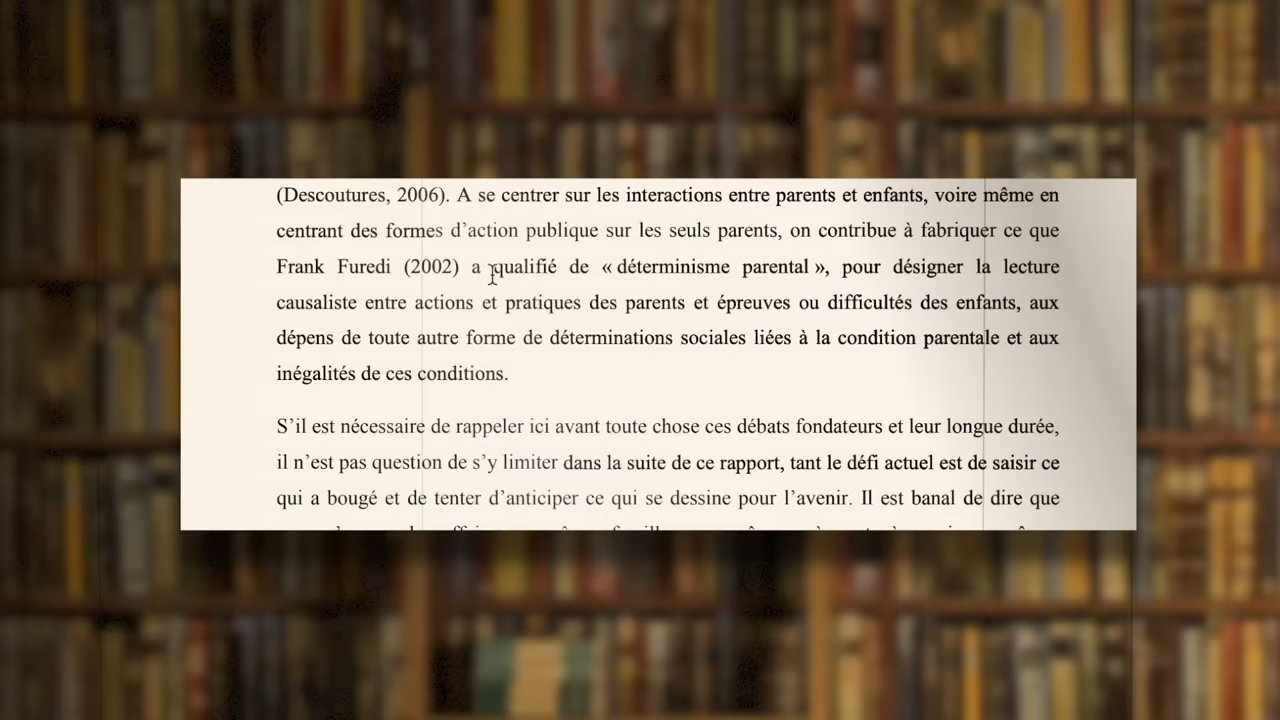 (Descoutures, 2006). A se centrer sur les interactions entre parents et enfants, voire même en
centrant des formes d’action publique sur les seuls parents, on contribue à fabriquer ce que
Frank Furedi (2002) a qualifié de « déterminisme parental », pour désigner la lecture
causaliste entre actions et pratiques des parents et épreuves ou difficultés des enfants, aux
dépens de toute autre forme de déterminations sociales liées à la condition parentale et aux
inégalités de ces conditions.
S’il est nécessaire de rappeler ici avant toute chose ces débats fondateurs et leur longue durée,
il n’est pas question de s’y limiter dans la suite de ce rapport, tant le défi actuel est de saisir ce
qui a bougé et de tenter d’anticiper ce qui se dessine pour l’avenir. Il est banal de dire que